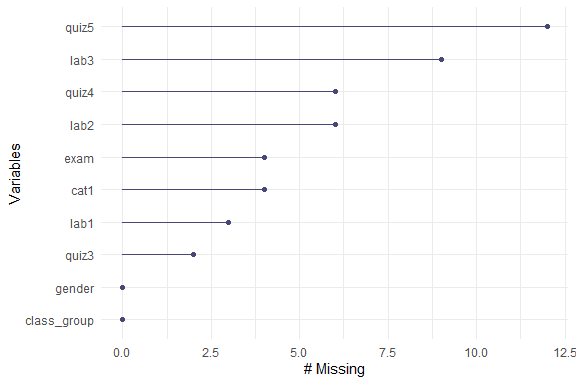 quiz5
lab3
quiz4
lab2
exam
cat1
lab1
quiz3
gender
class_group
Variables
0.0 2.5 5.0 7.5 10.0 12.5
# Missing